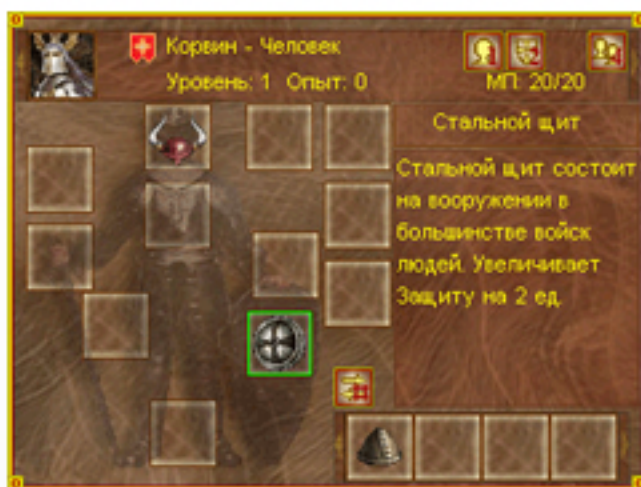 Корвин - Человек
Уровень: 1 Опыт: 0
МП: 20/20
Стальной щит
Стальной щит состоит
на вооружении в
большинстве войск
людей. Увеличивает
Защиту на 2 ед.